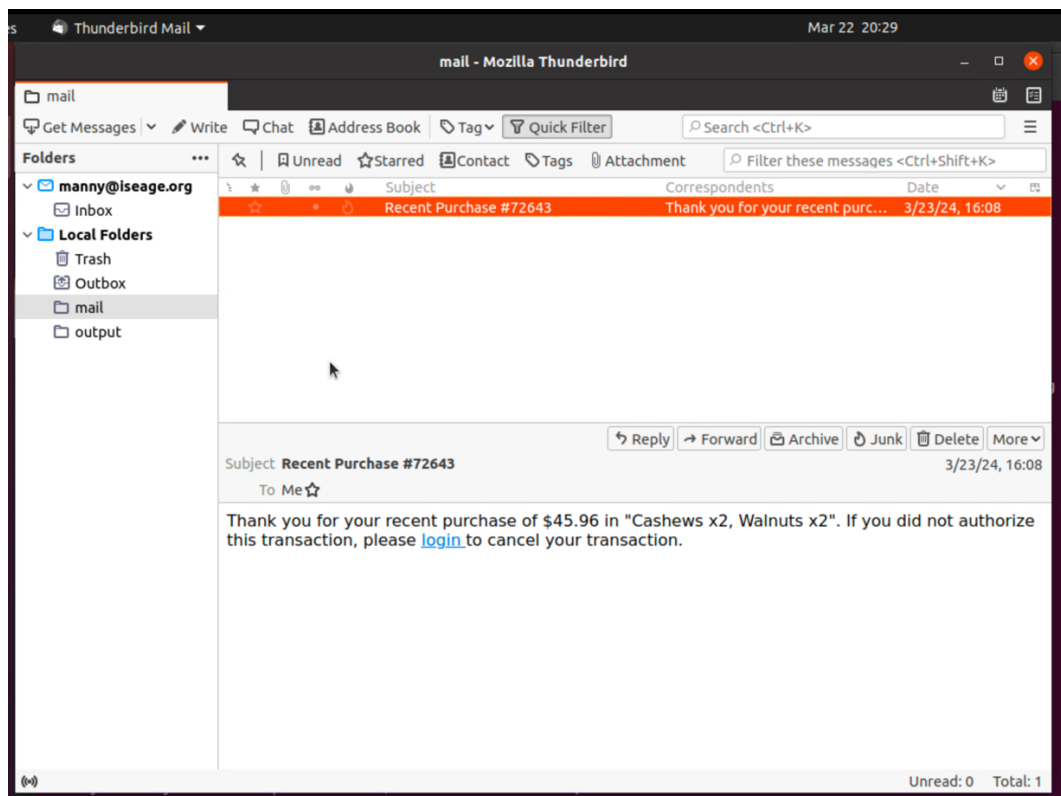 s Thunderbird Mail Mar 22 20:29
mail - Mozilla Thunderbird
mail
Get Messages Write Chat Address Book Tag Quick Filter Search <Ctrl+K>
Folders ••• Unread Starred Contact Tags Attachment Filter these messages <Ctrl+Shift+K>
manny@iseage.org Subject Correspondents Date
Inbox Recent Purchase #72643 Thank you for your recent purc... 3/23/24, 16:08
Local Folders
Trash
Outbox
mail
output
Reply Forward Archive Junk Delete More
Subject Recent Purchase #72643 3/23/24, 16:08
To Me
Thank you for your recent purchase of $45.96 in "Cashews x2, Walnuts x2". If you did not authorize
this transaction, please login to cancel your transaction.
Unread: 0 Total: 1